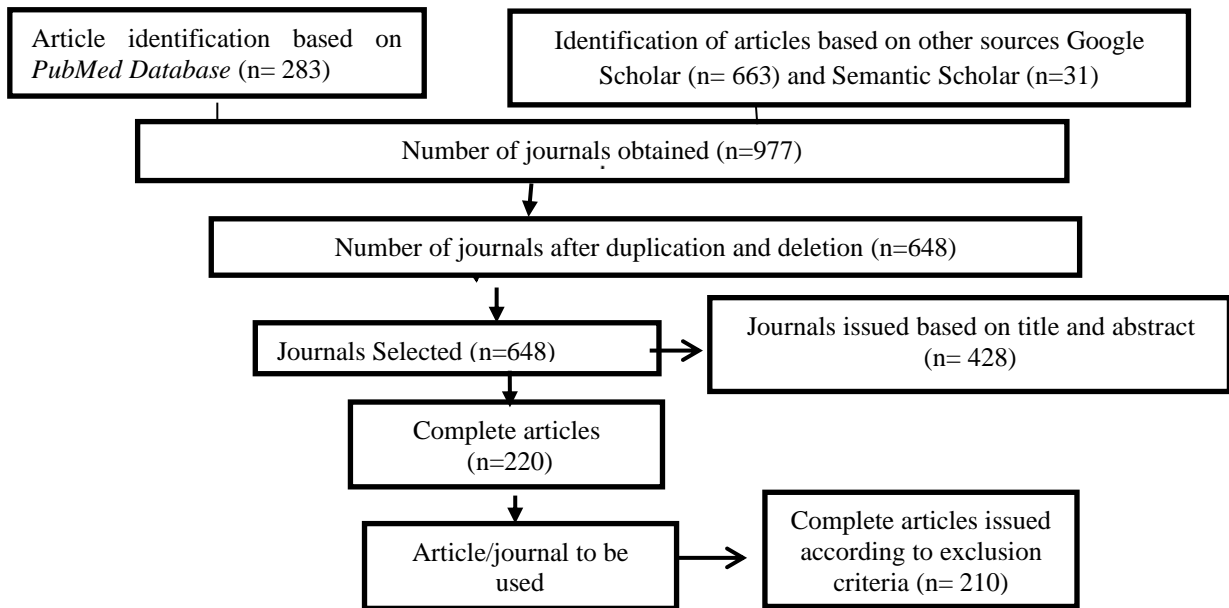 Article identification based on
PubMed Database (n= 283)
Identification of articles based on other sources Google
Scholar (n= 663) and Semantic Scholar (n=31)
Number of journals obtained (n=977)
Number of journals after duplication and deletion (n=648)
Journals Selected (n=648)
Journals issued based on title and abstract
(n= 428)
Complete articles
(n=220)
Article/journal to be
used
Complete articles issued
according to exclusion
criteria (n= 210)